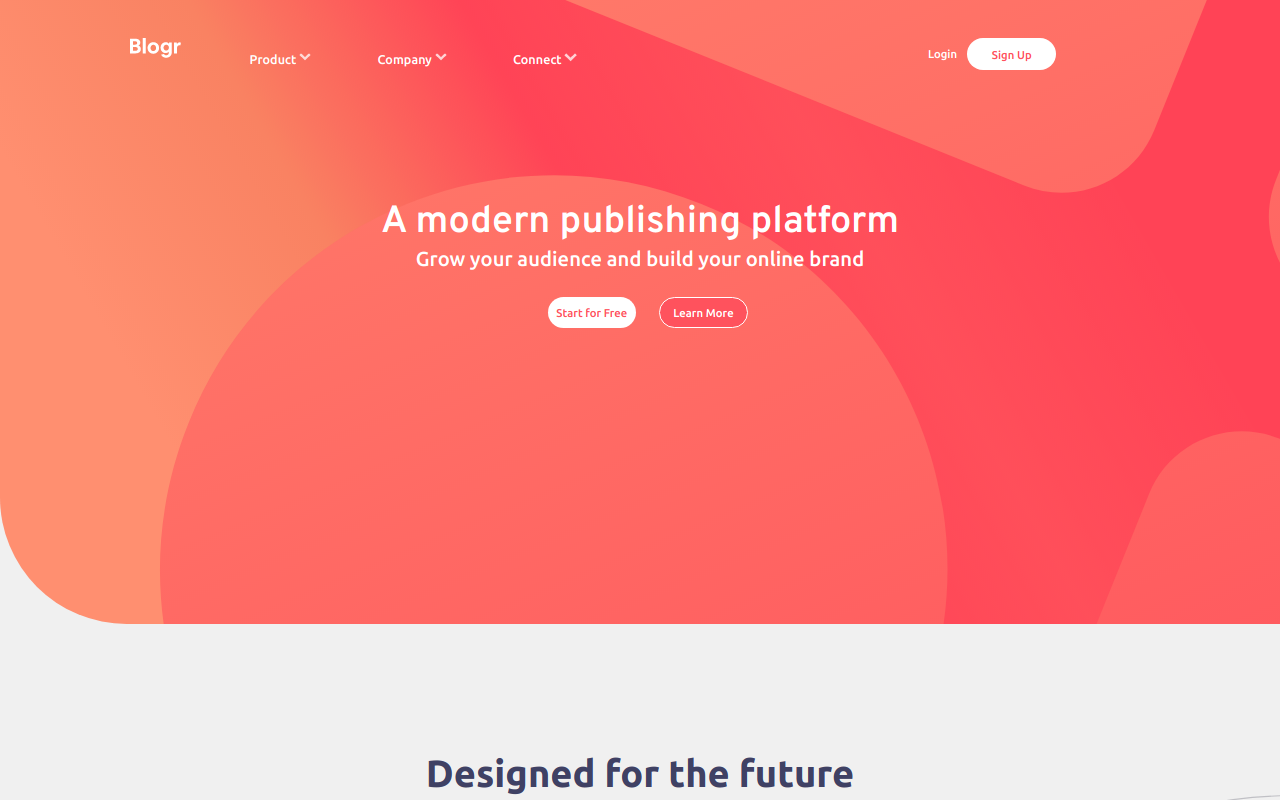 Blogr
Product Company Connect
Login Sign Up
A modern publishing platform
Grow your audience and build your online brand
Start for Free Learn More
Designed for the future